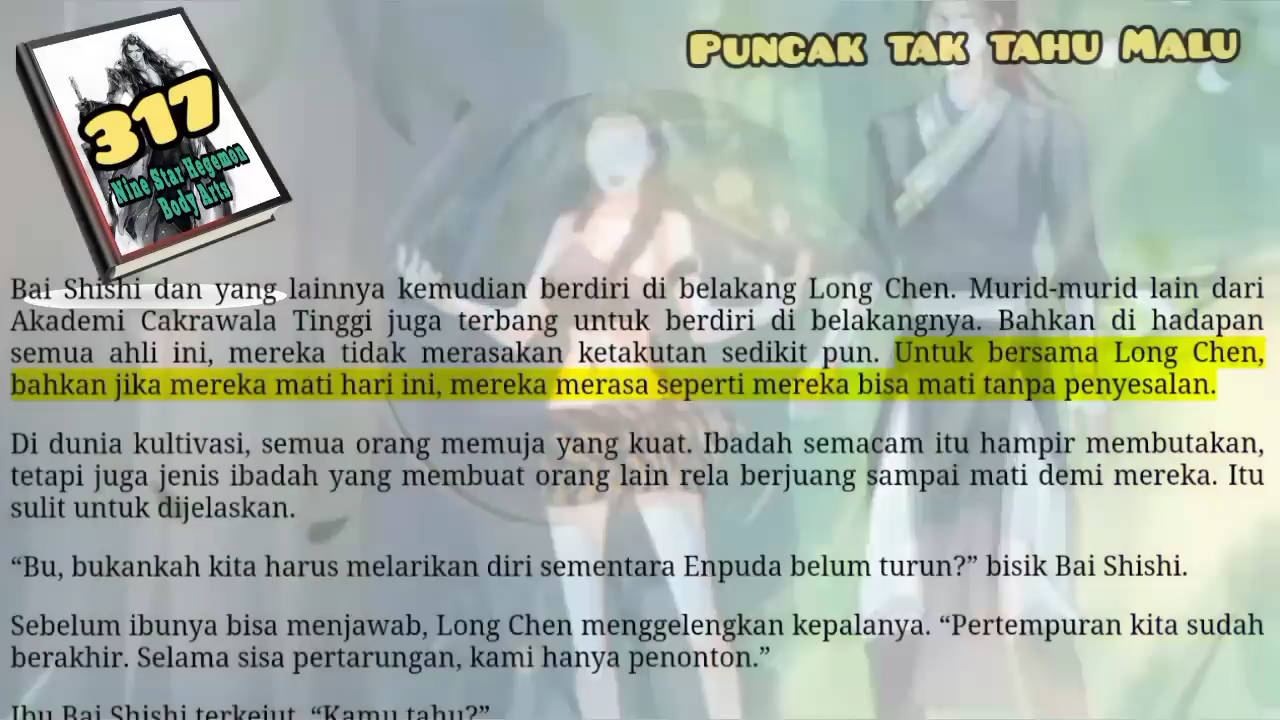 Puncak tak tahu Malu
317
Nine Star Hegemon
Body Arts
Bai Shishi dan yang lainnya kemudian berdiri di belakang Long Chen. Murid-murid lain dari
Akademi Cakrawala Tinggi juga terbang untuk berdiri di belakangnya. Bahkan di hadapan
semua ahli ini, mereka tidak merasakan ketakutan sedikit pun. Untuk bersama Long Chen,
bahkan jika mereka mati hari ini, mereka merasa seperti mereka bisa mati tanpa penyesalan.
Di dunia kultivasi, semua orang memuja yang kuat. Ibadah semacam itu hampir membutakan,
tetapi juga jenis ibadah yang membuat orang lain rela berjuang sampai mati demi mereka. Itu
sulit untuk dijelaskan.
“Bu, bukankah kita harus melarikan diri sementara Enpuda belum turun?” bisik Bai Shishi.
Sebelum ibunya bisa menjawab, Long Chen menggelengkan kepalanya. “Pertempuran kita sudah
berakhir. Selama sisa pertarungan, kami hanya penonton.”
Ibu Bai Shishi terkejut. “Kamu tahu?”